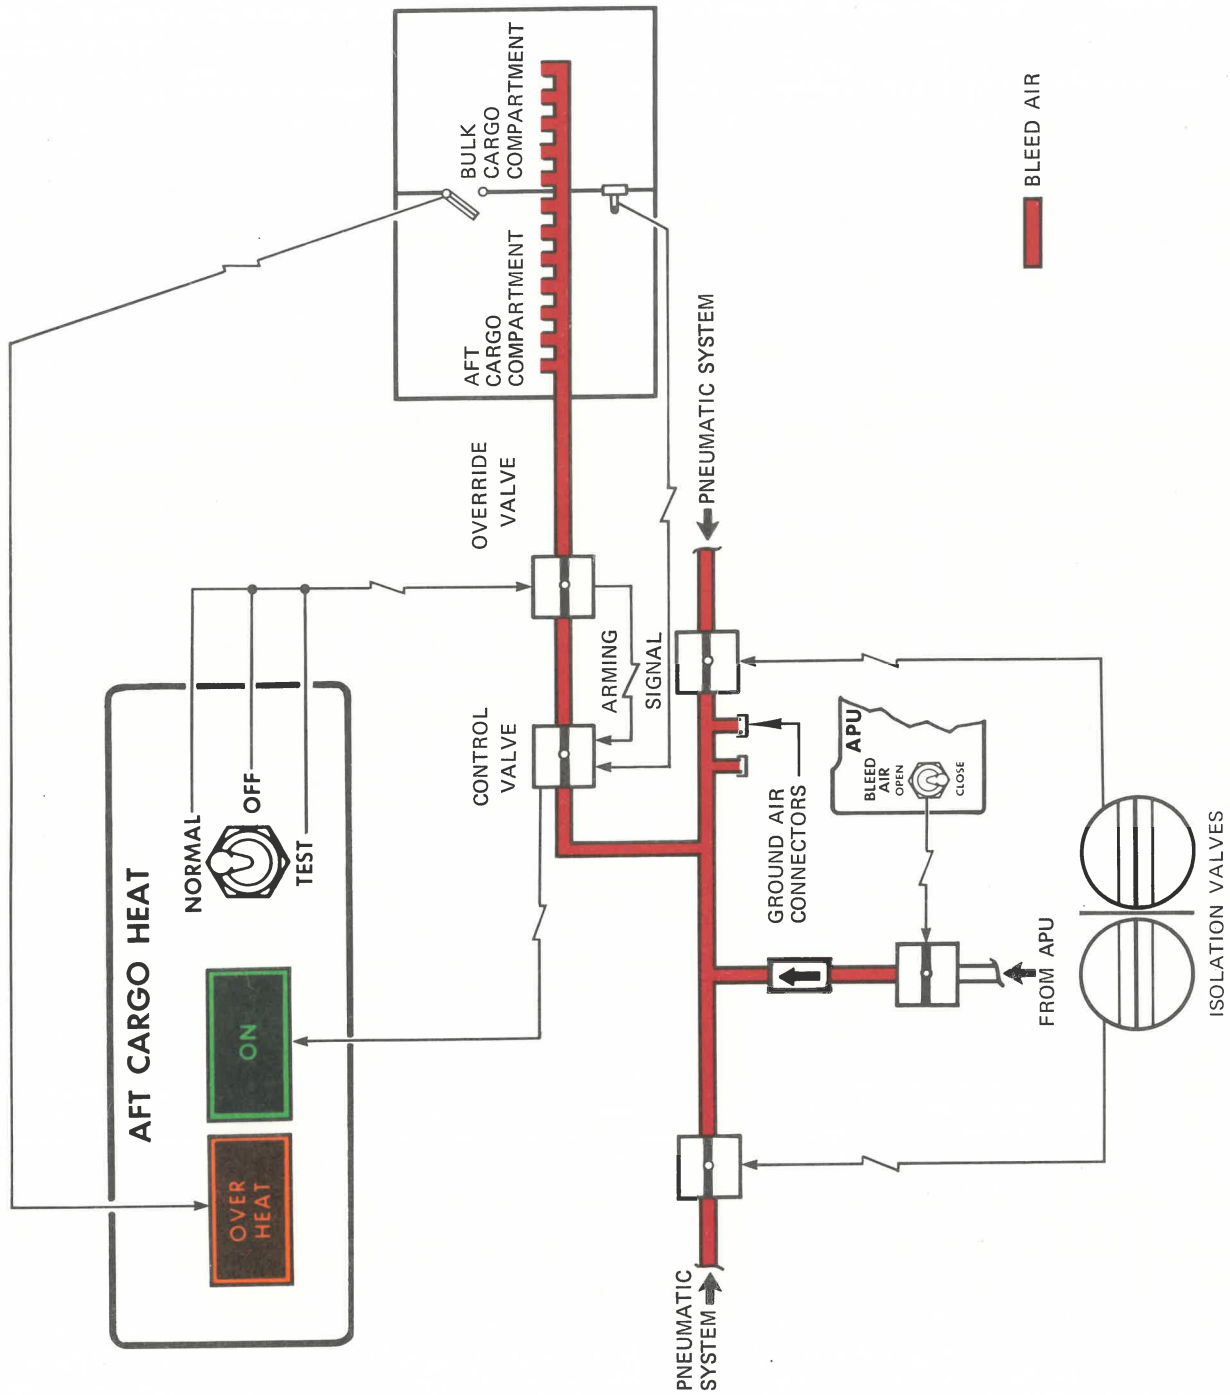 AFT CARGO HEAT
OVER
HEAT
ON
NORMAL
OFF
TEST
CONTROL
VALVE
OVERRIDE
VALVE
AFT
CARGO
COMPARTMENT
BULK
CARGO
COMPARTMENT
ARMING
SIGNAL
PNEUMATIC
SYSTEM
PNEUMATIC SYSTEM
GROUND AIR
CONNECTORS
APU
BLEED
AIR
OPEN
CLOSE
FROM APU
ISOLATION VALVES
BLEED AIR